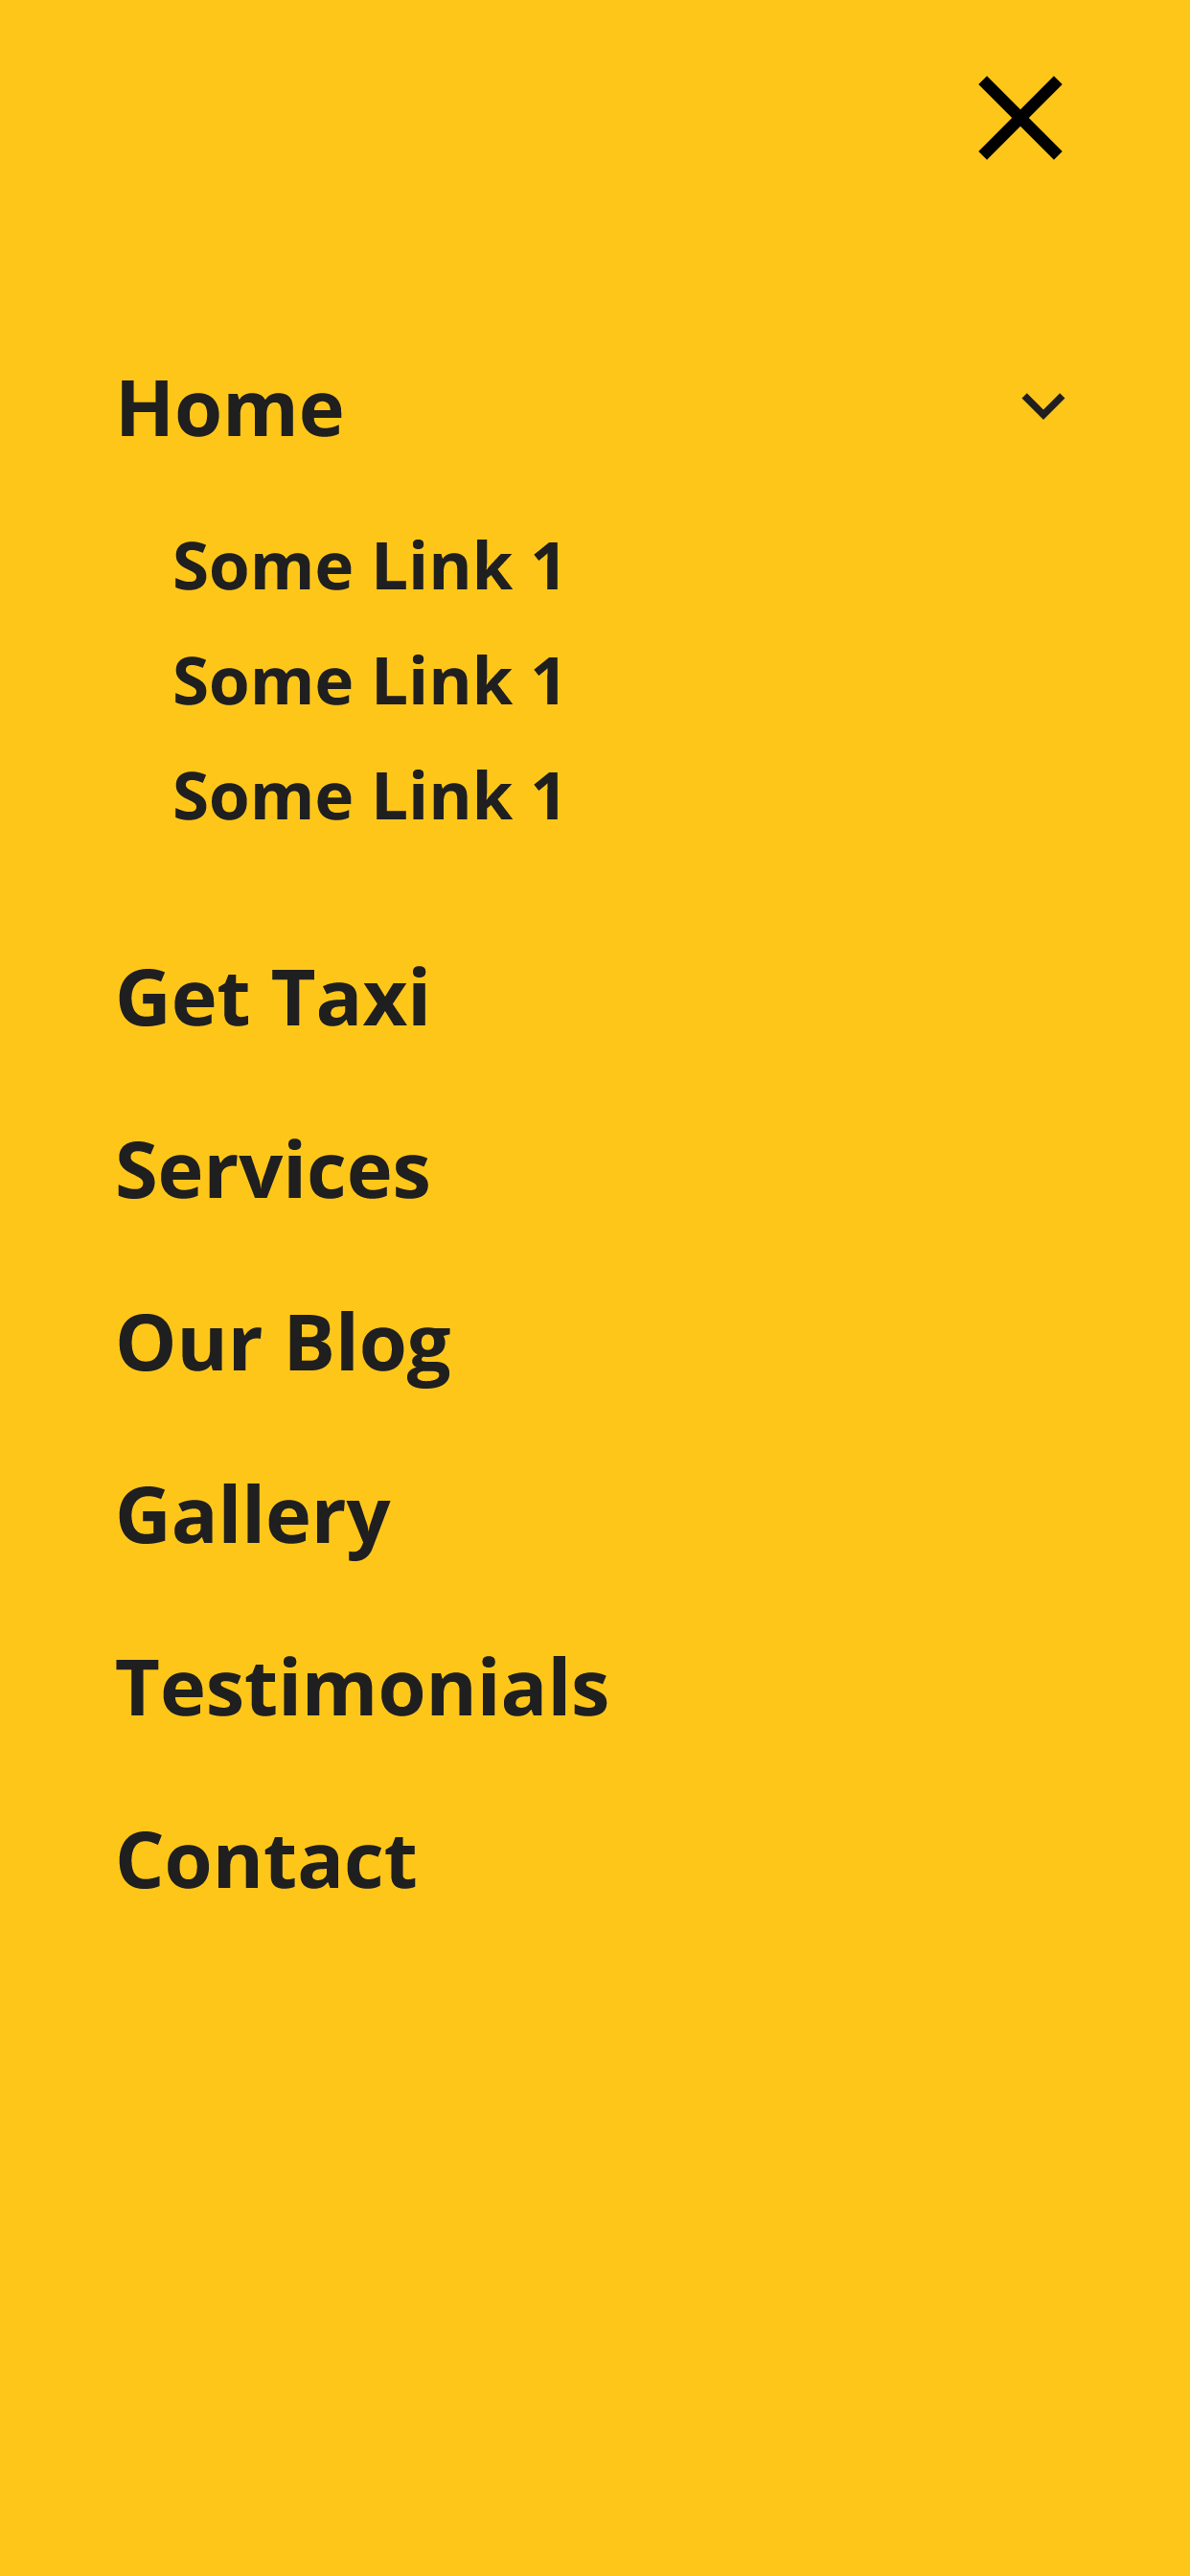 Home
Some Link 1
Some Link 1
Some Link 1
Get Taxi
Services
Our Blog
Gallery
Testimonials
Contact